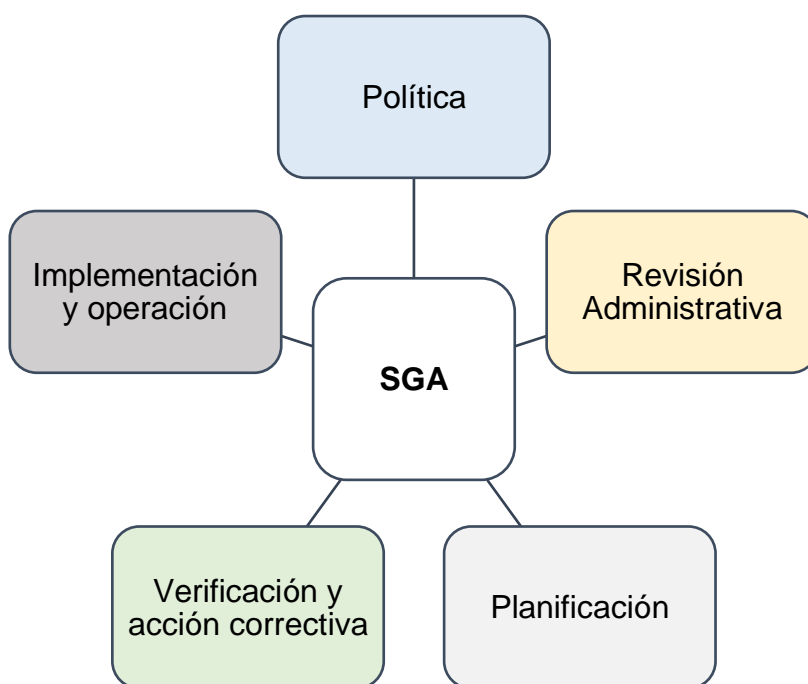 Política
Implementación
y operación
Revisión
Administrativa
SGA
Verificación y
acción correctiva
Planificación